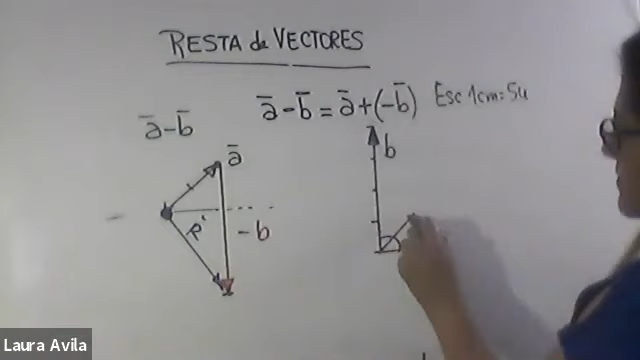 RESTA de VECTORES
a̅-b̅ = a̅+(-b̅) Esc 1cm=5u
a̅-b̅
a̅
b
R'
-b
Laura Avila